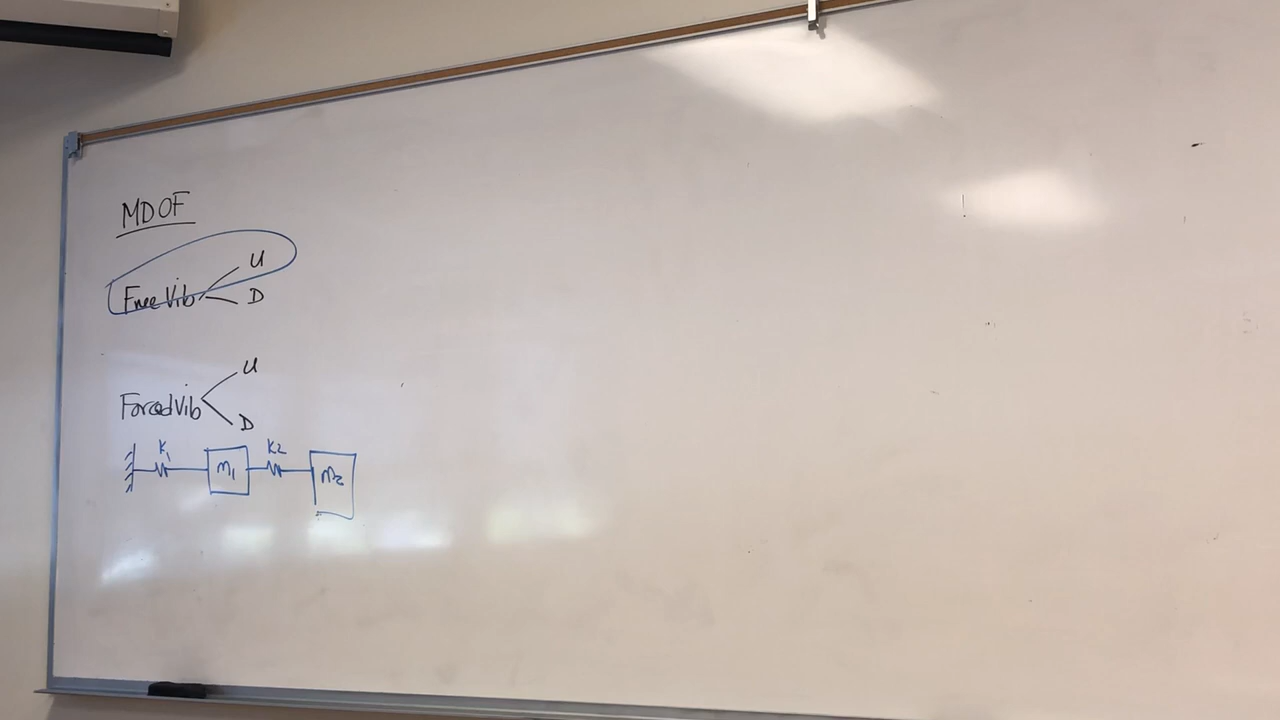 MDOF
U
Free Vib
D
U
Forced Vib
D
K1 K2
m1 m2